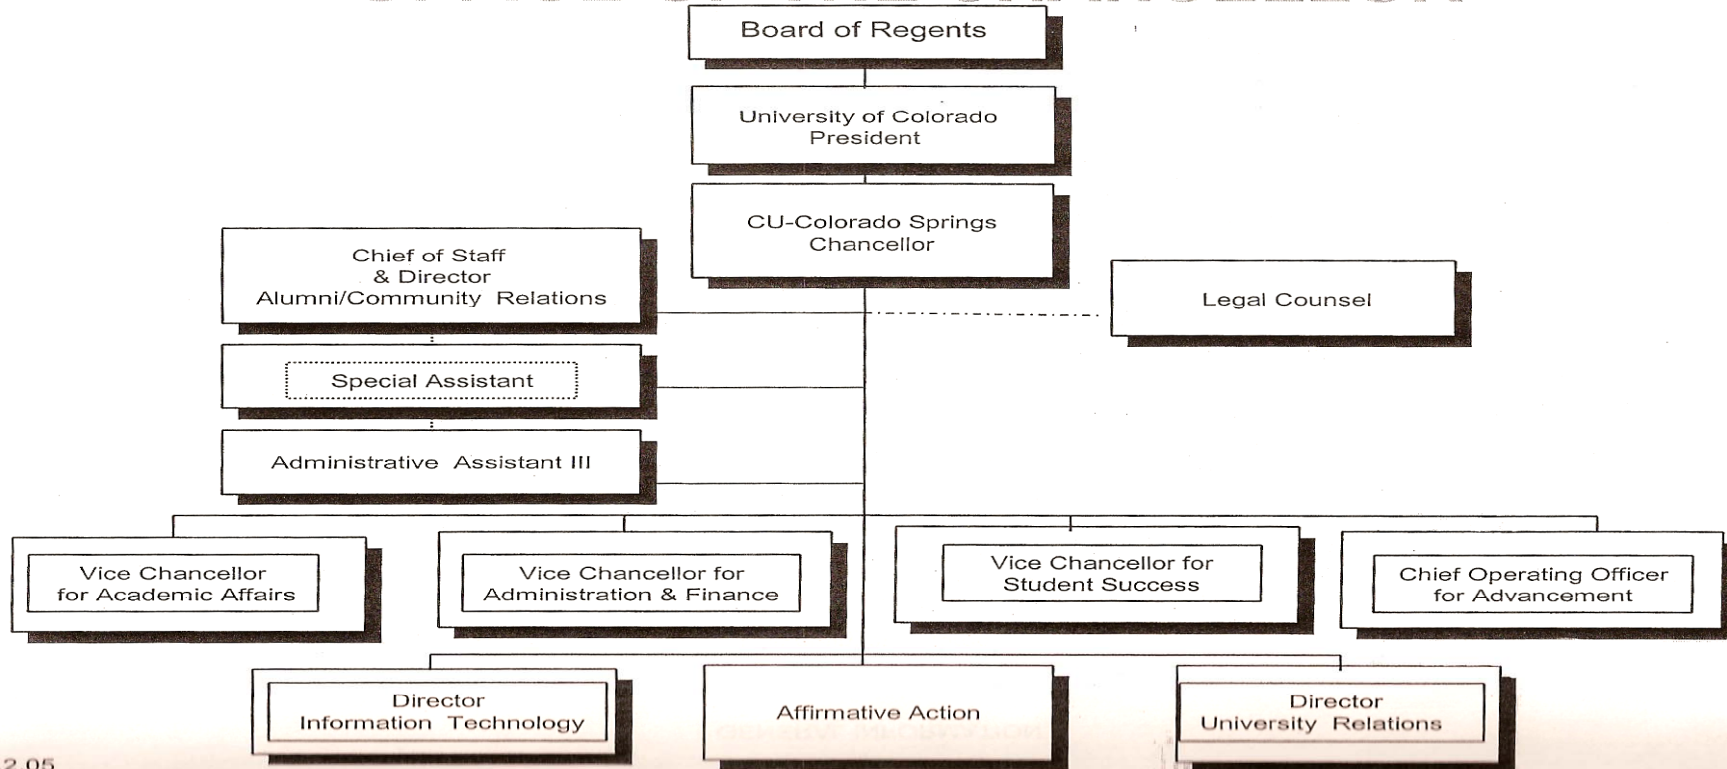 Board of Regents
University of Colorado
President
CU-Colorado Springs
Chancellor
Chief of Staff
& Director
Alumni/Community Relations
Legal Counsel
Special Assistant
Administrative Assistant III
Vice Chancellor
for Academic Affairs
Vice Chancellor for
Administration & Finance
Vice Chancellor for
Student Success
Chief Operating Officer
for Advancement
Director
Information Technology
Affirmative Action
Director
University Relations
2.05